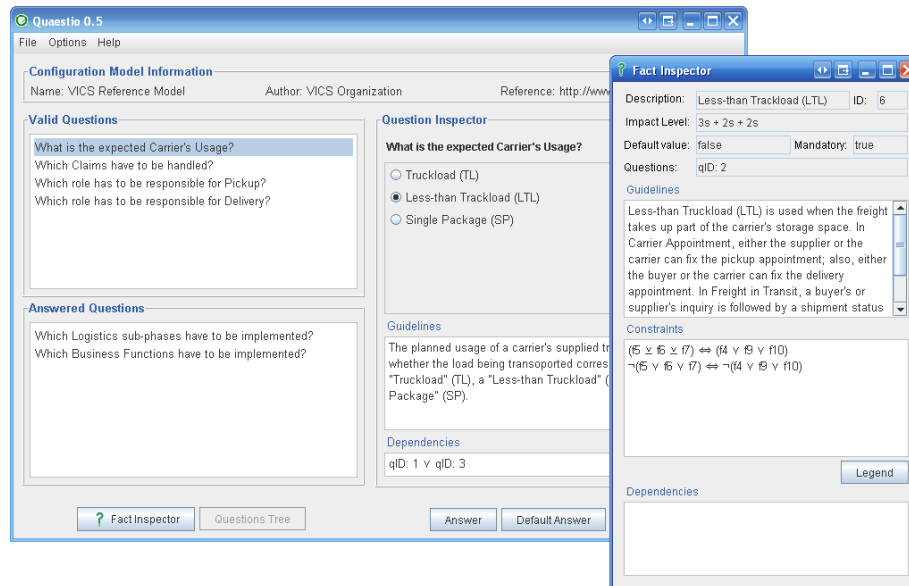 Quaestio 0.5
File Options Help
Configuration Model Information
Name: VICS Reference Model Author: VICS Organization Reference: http://www
Valid Questions
What is the expected Carrier's Usage?
Which Claims have to be handled?
Which role has to be responsible for Pickup?
Which role has to be responsible for Delivery?
Answered Questions
Which Logistics sub-phases have to be implemented?
Which Business Functions have to be implemented?
? Fact Inspector
Questions Tree
Question Inspector
What is the expected Carrier's Usage?
Truckload (TL)
Less-than Trackload (LTL)
Single Package (SP)
Guidelines
The planned usage of a carrier's supplied tr
whether the load being transoported corres
"Truckload" (TL), a "Less-than Truckload" (
Package" (SP).
Dependencies
qID: 1 ∨ qID: 3
Answer
Default Answer
? Fact Inspector
Description: Less-than Trackload (LTL) ID: 6
Impact Level: 3s + 2s + 2s
Default value: false Mandatory: true
Questions: qID: 2
Guidelines
Less-than Truckload (LTL) is used when the freight
takes up part of the carrier's storage space. In
Carrier Appointment, either the supplier or the
carrier can fix the pickup appointment; also, either
the buyer or the carrier can fix the delivery
appointment. In Freight in Transit, a buyer's or
supplier's inquiry is followed by a shipment status
Constraints
(f5 ⊻ f6 ⊻ f7) ⇔ (f4 ∨ f9 ∨ f10)
¬(f5 ∨ f6 ∨ f7) ⇔ ¬(f4 ∨ f9 ∨ f10)
Legend
Dependencies